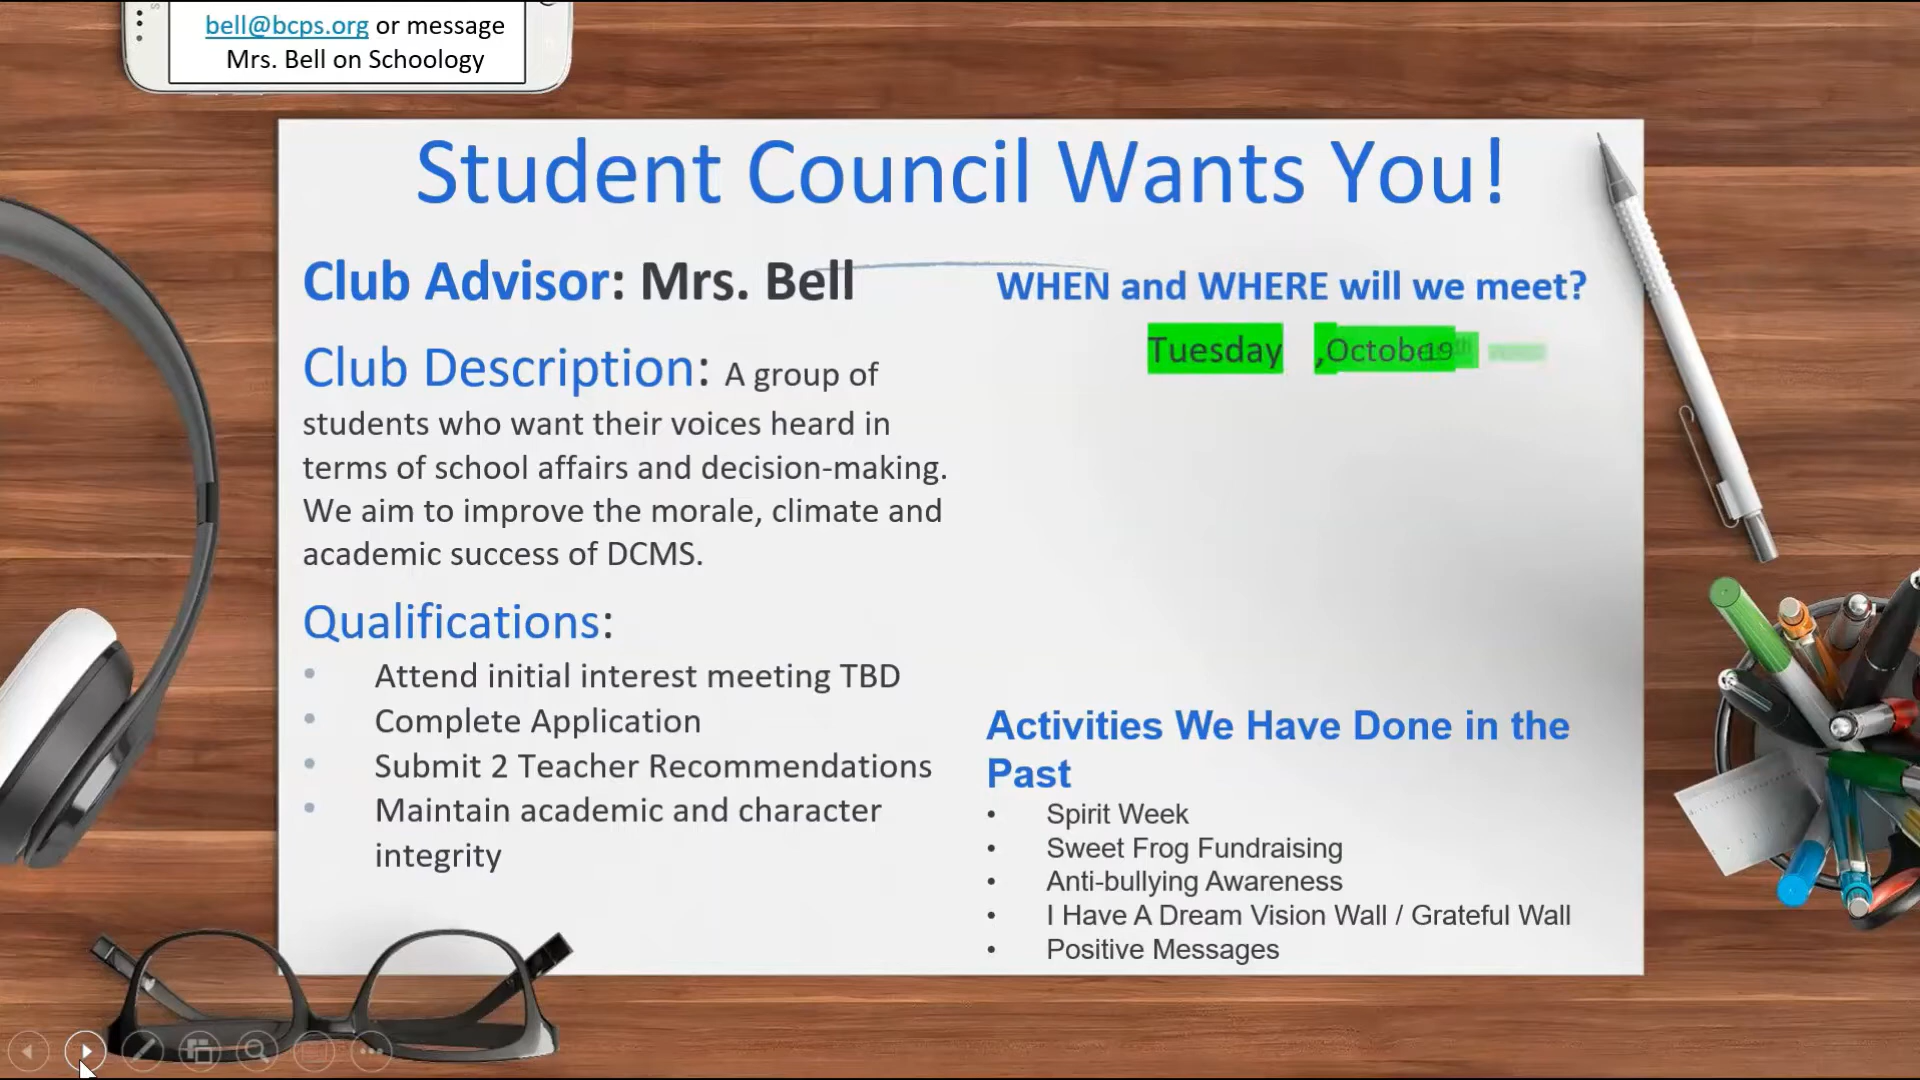 bell@bcps.org or message
Mrs. Bell on Schoology
Student Council Wants You!
Club Advisor: Mrs. Bell
Club Description: A group of
students who want their voices heard in
terms of school affairs and decision-making.
We aim to improve the morale, climate and
academic success of DCMS.
Qualifications:
• Attend initial interest meeting TBD
• Complete Application
• Submit 2 Teacher Recommendations
• Maintain academic and character
integrity
WHEN and WHERE will we meet?
Tuesday
Activities We Have Done in the
Past
• Spirit Week
• Sweet Frog Fundraising
• Anti-bullying Awareness
• I Have A Dream Vision Wall / Grateful Wall
• Positive Messages